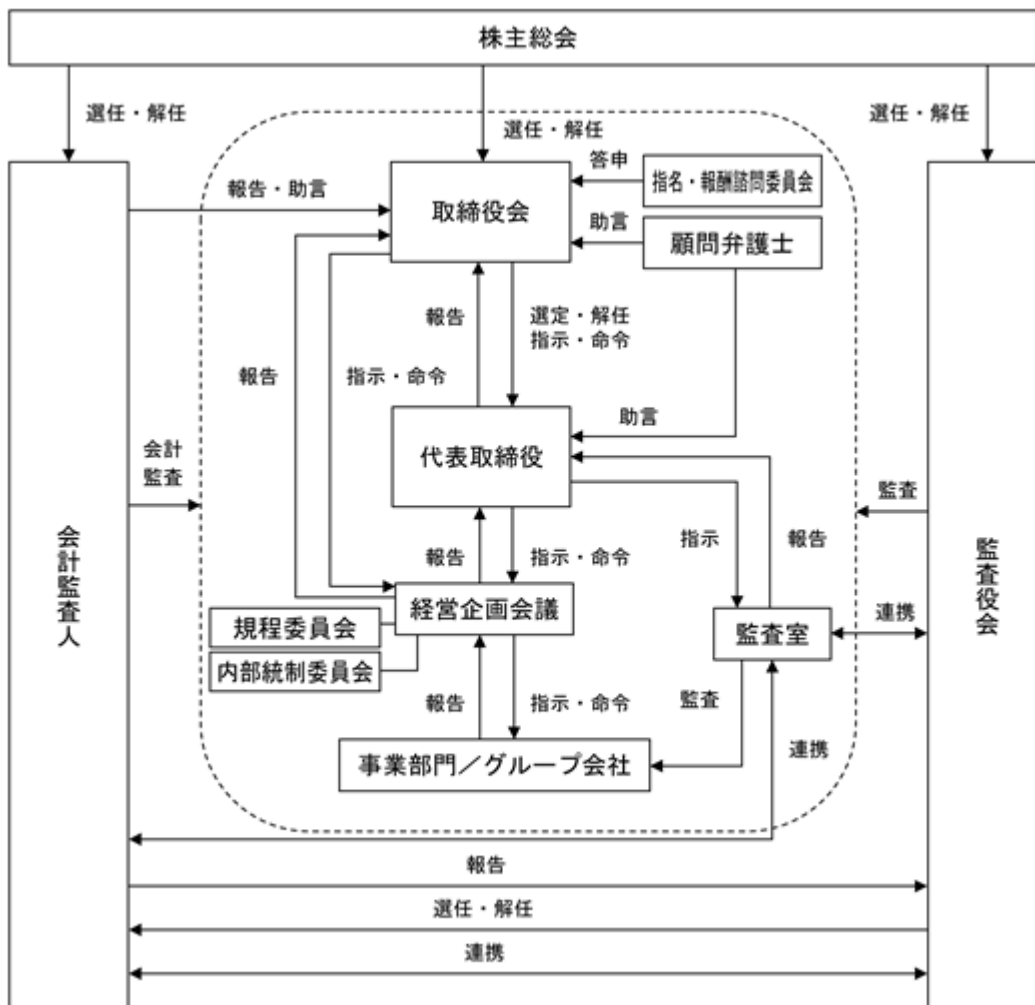 株主総会
選任・解任
選任・解任
選任・解任
答申
指名・報酬諮問委員会
報告・助言
取締役会
助言
顧問弁護士
報告
選定・解任
指示・命令
報告
指示・命令
助言
代表取締役
会計
監査
監査
指示
報告
報告
指示・命令
会計監査人
監査役会
経営企画会議
規程委員会
監査室
連携
内部統制委員会
報告
指示・命令
監査
連携
事業部門／グループ会社
報告
選任・解任
連携